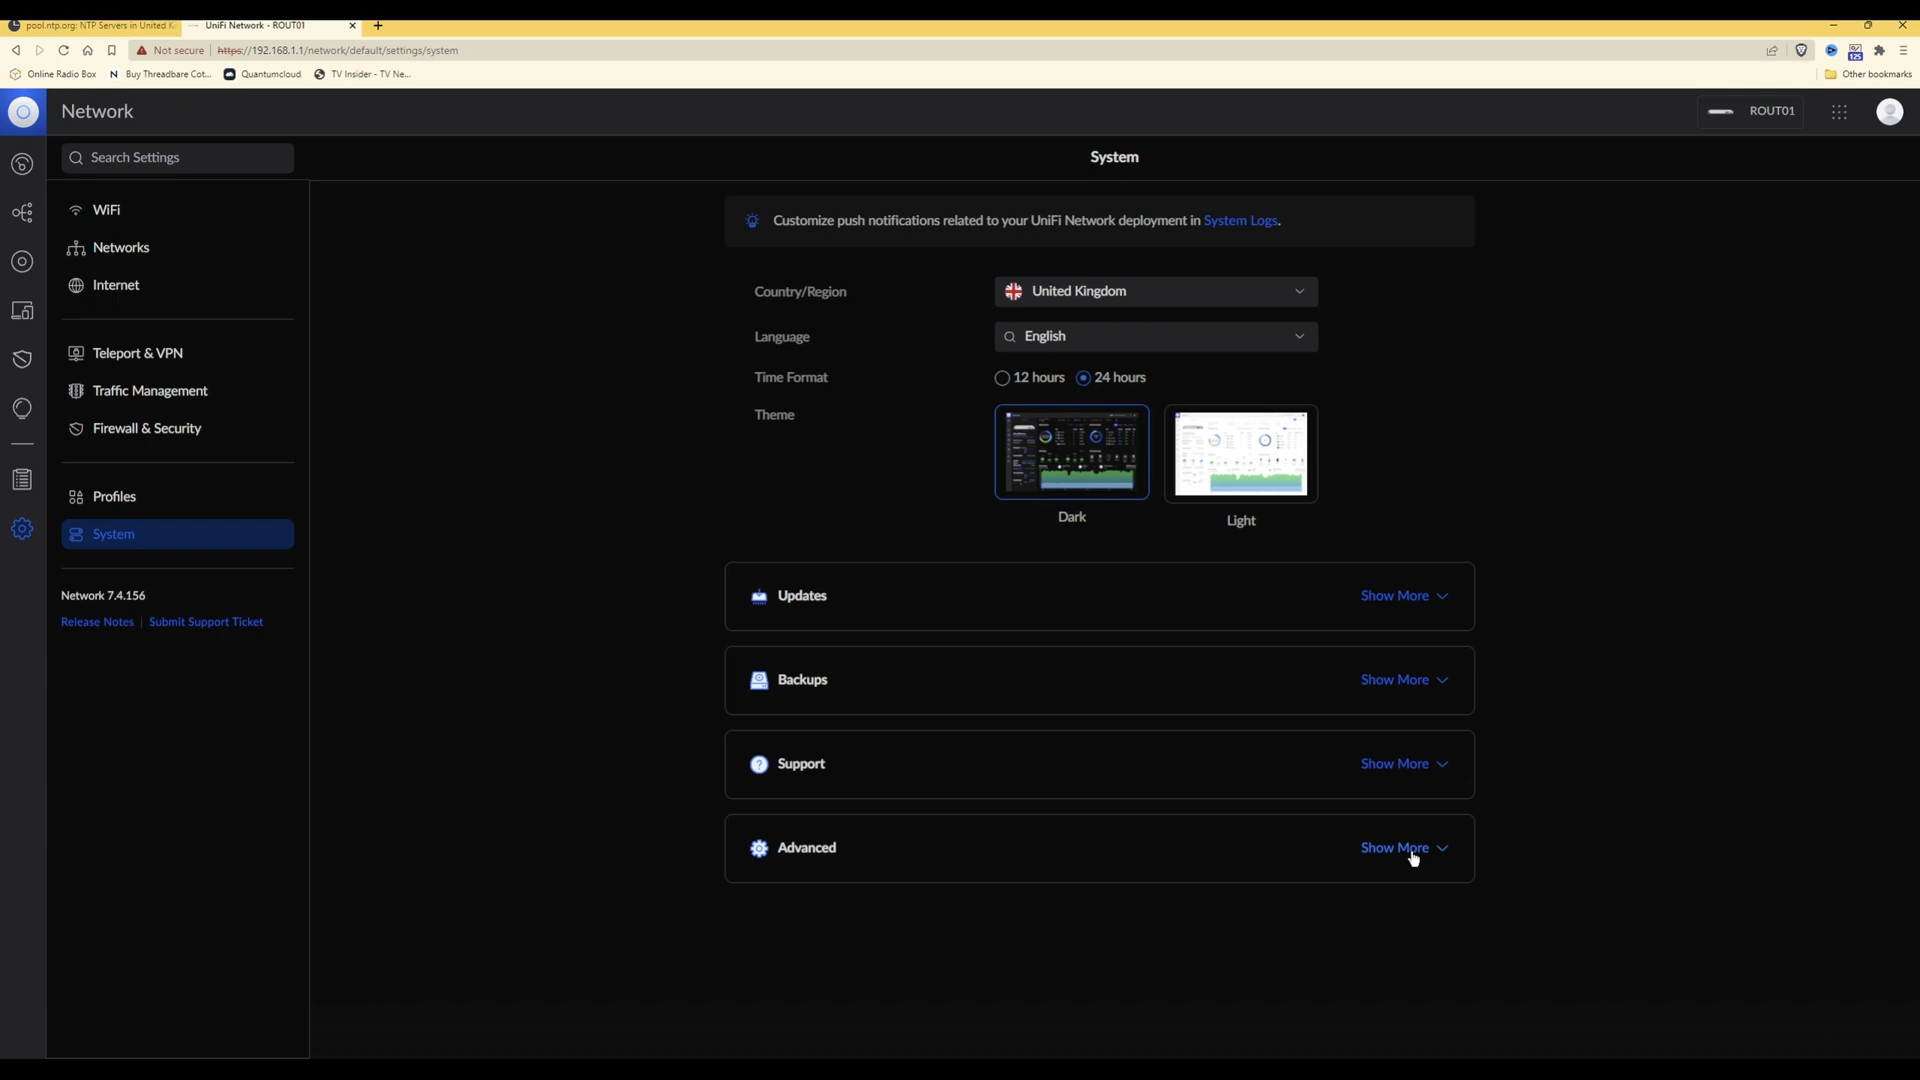 pool.ntp.org: NTP Servers in United K
UniFi Network - ROUT01
Not secure https://192.168.1.1/network/default/settings/system
125
Online Radio Box
Buy Threadbare Cot...
Quantumcloud
TV Insider - TV Ne...
Other bookmarks
Network
ROUT01
Search Settings
System
WiFi
Networks
Internet
Teleport & VPN
Traffic Management
Firewall & Security
Profiles
System
Network 7.4.156
Release Notes
Submit Support Ticket
Customize push notifications related to your UniFi Network deployment in System Logs.
Country/Region
United Kingdom
Language
English
Time Format
12 hours 24 hours
Theme
Dark
Light
Updates
Show More
Backups
Show More
Support
Show More
Advanced
Show More